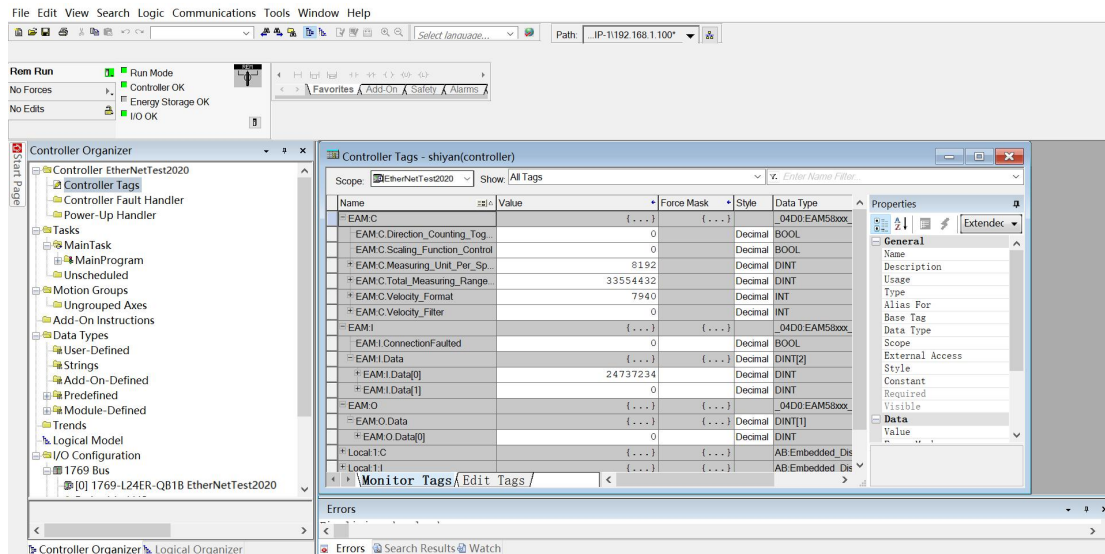 File Edit View Search Logic Communications Tools Window Help
Select language...
Path: ...IP-1\192.168.1.100*
Rem Run
Run Mode
REM
No Forces
Controller OK
Energy Storage OK
No Edits
I/O OK
Favorites Add-On Safety Alarms
Start Page
Controller Organizer
Controller EtherNetTest2020
Controller Tags
Controller Fault Handler
Power-Up Handler
Tasks
MainTask
MainProgram
Unscheduled
Motion Groups
Ungrouped Axes
Add-On Instructions
Data Types
User-Defined
Strings
Add-On-Defined
Predefined
Module-Defined
Trends
Logical Model
I/O Configuration
1769 Bus
[0] 1769-L24ER-QB1B EtherNetTest2020
Controller Organizer Logical Organizer
Controller Tags - shiyan(controller)
Scope: EtherNetTest2020 Show: All Tags Enter Name Filter...
Name Value Force Mask Style Data Type
EAM:C {...} {...} _04D0:EAM58xxx_
EAM:C.Direction_Counting_Tog... 0 Decimal BOOL
EAM:C.Scaling_Function_Control 0 Decimal BOOL
EAM:C.Measuring_Unit_Per_Sp... 8192 Decimal DINT
EAM:C.Total_Measuring_Range... 33554432 Decimal DINT
EAM:C.Velocity_Format 7940 Decimal INT
EAM:C.Velocity_Filter 0 Decimal INT
EAM:I {...} {...} _04D0:EAM58xxx_
EAM:I.ConnectionFaulted 0 Decimal BOOL
EAM:I.Data {...} {...} Decimal DINT[2]
EAM:I.Data[0] 24737234 Decimal DINT
EAM:I.Data[1] 0 Decimal DINT
EAM:O {...} {...} _04D0:EAM58xxx_
EAM:O.Data {...} {...} Decimal DINT[1]
EAM:O.Data[0] 0 Decimal DINT
Local:1:C {...} {...} AB:Embedded_Dis
Local:1:I {...} {...} AB:Embedded_Dis
Monitor Tags Edit Tags
Properties
Extendec
General
Name
Description
Usage
Type
Alias For
Base Tag
Data Type
Scope
External Access
Style
Constant
Required
Visible
Data
Value
Errors
Errors Search Results Watch